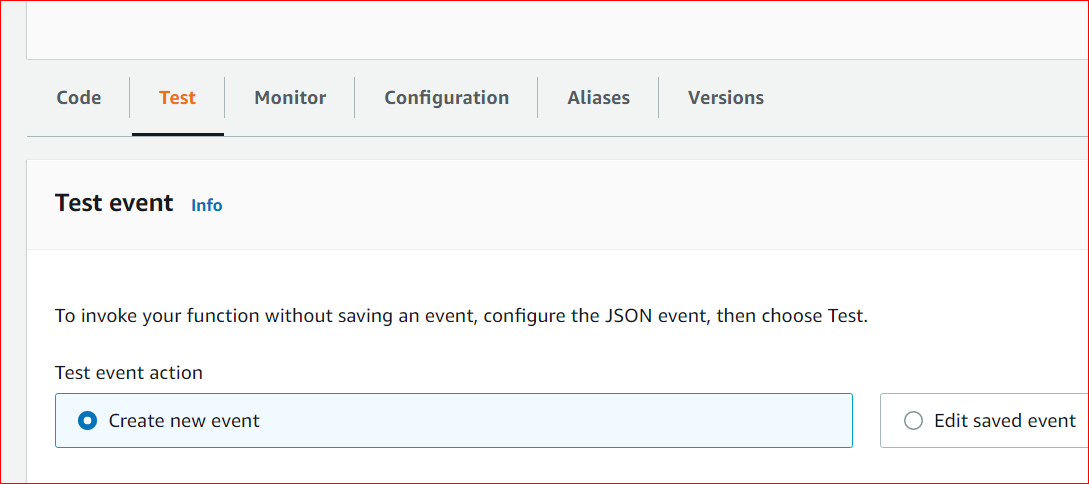 Code Test Monitor Configuration Aliases Versions
Test event Info
To invoke your function without saving an event, configure the JSON event, then choose Test.
Test event action
Create new event Edit saved event